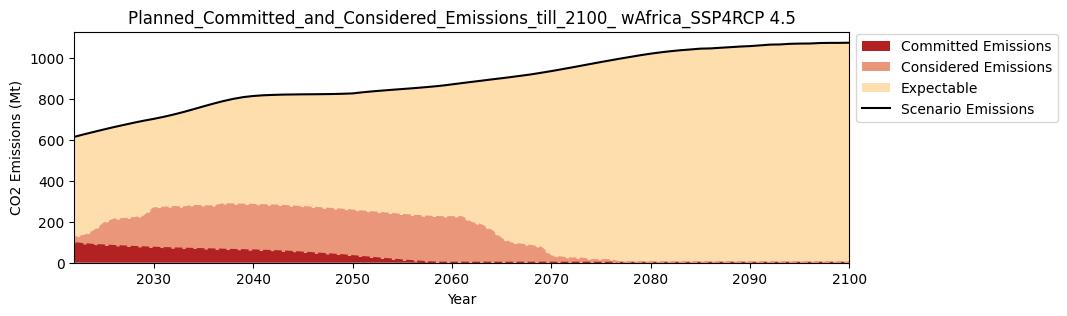 Planned_Committed_and_Considered_Emissions_till_2100_ wAfrica_SSP4RCP 4.5
Committed Emissions
Considered Emissions
Expectable
Scenario Emissions
CO2 Emissions (Mt)
1000
800
600
400
200
0
2030 2040 2050 2060 2070 2080 2090 2100
Year